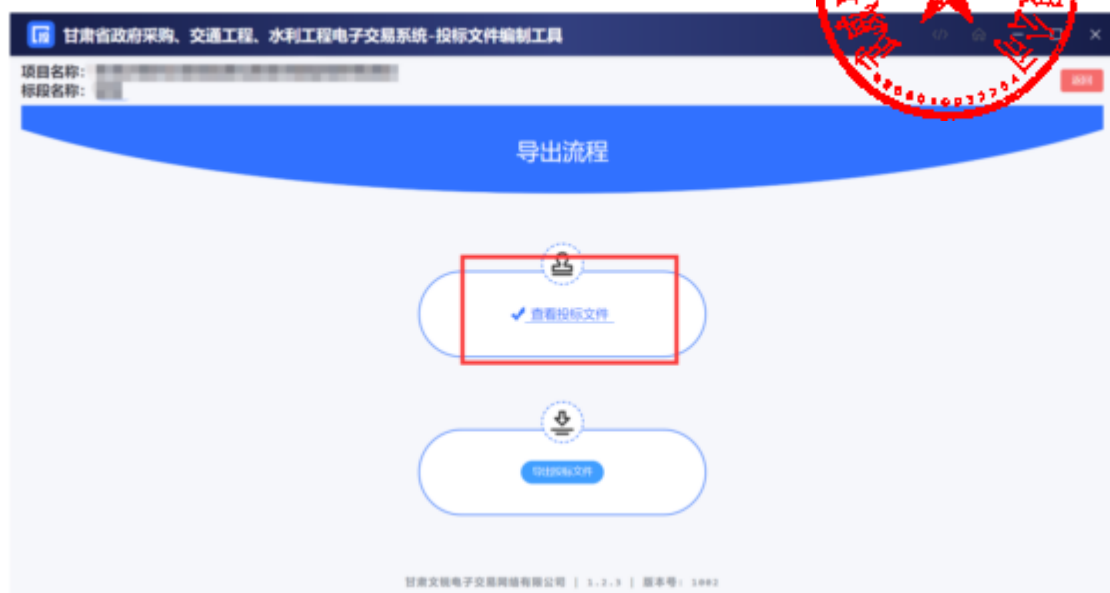 甘肃省政府采购、交通工程、水利工程电子交易系统-投标文件编制工具
项目名称：
标段名称：
返回
导出流程
查看投标文件
导出投标文件
甘肃文锐电子交易网络有限公司 | 1.2.3 | 版本号: 1002